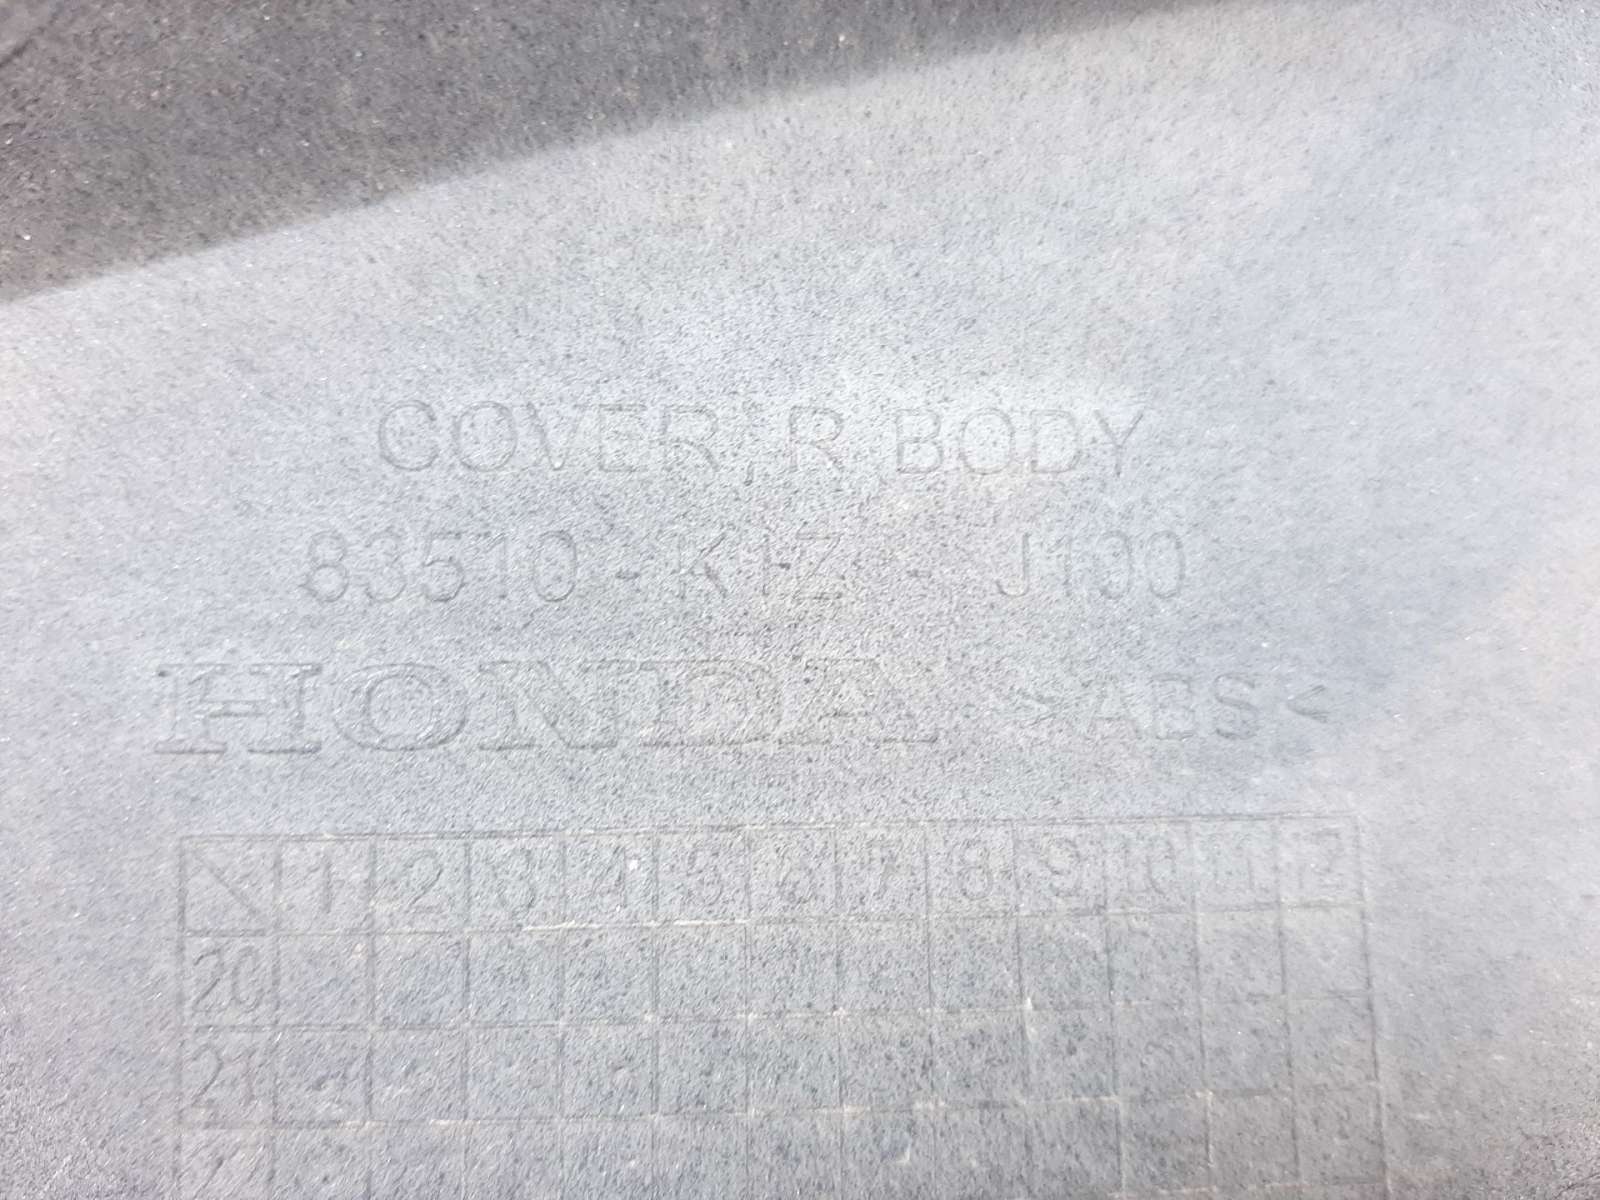 COVER, R BODY
83510 - K1Z - J100
HONDA >ABS<
1 2 3 4 5 6 7 8 9 10 11 12
20
21